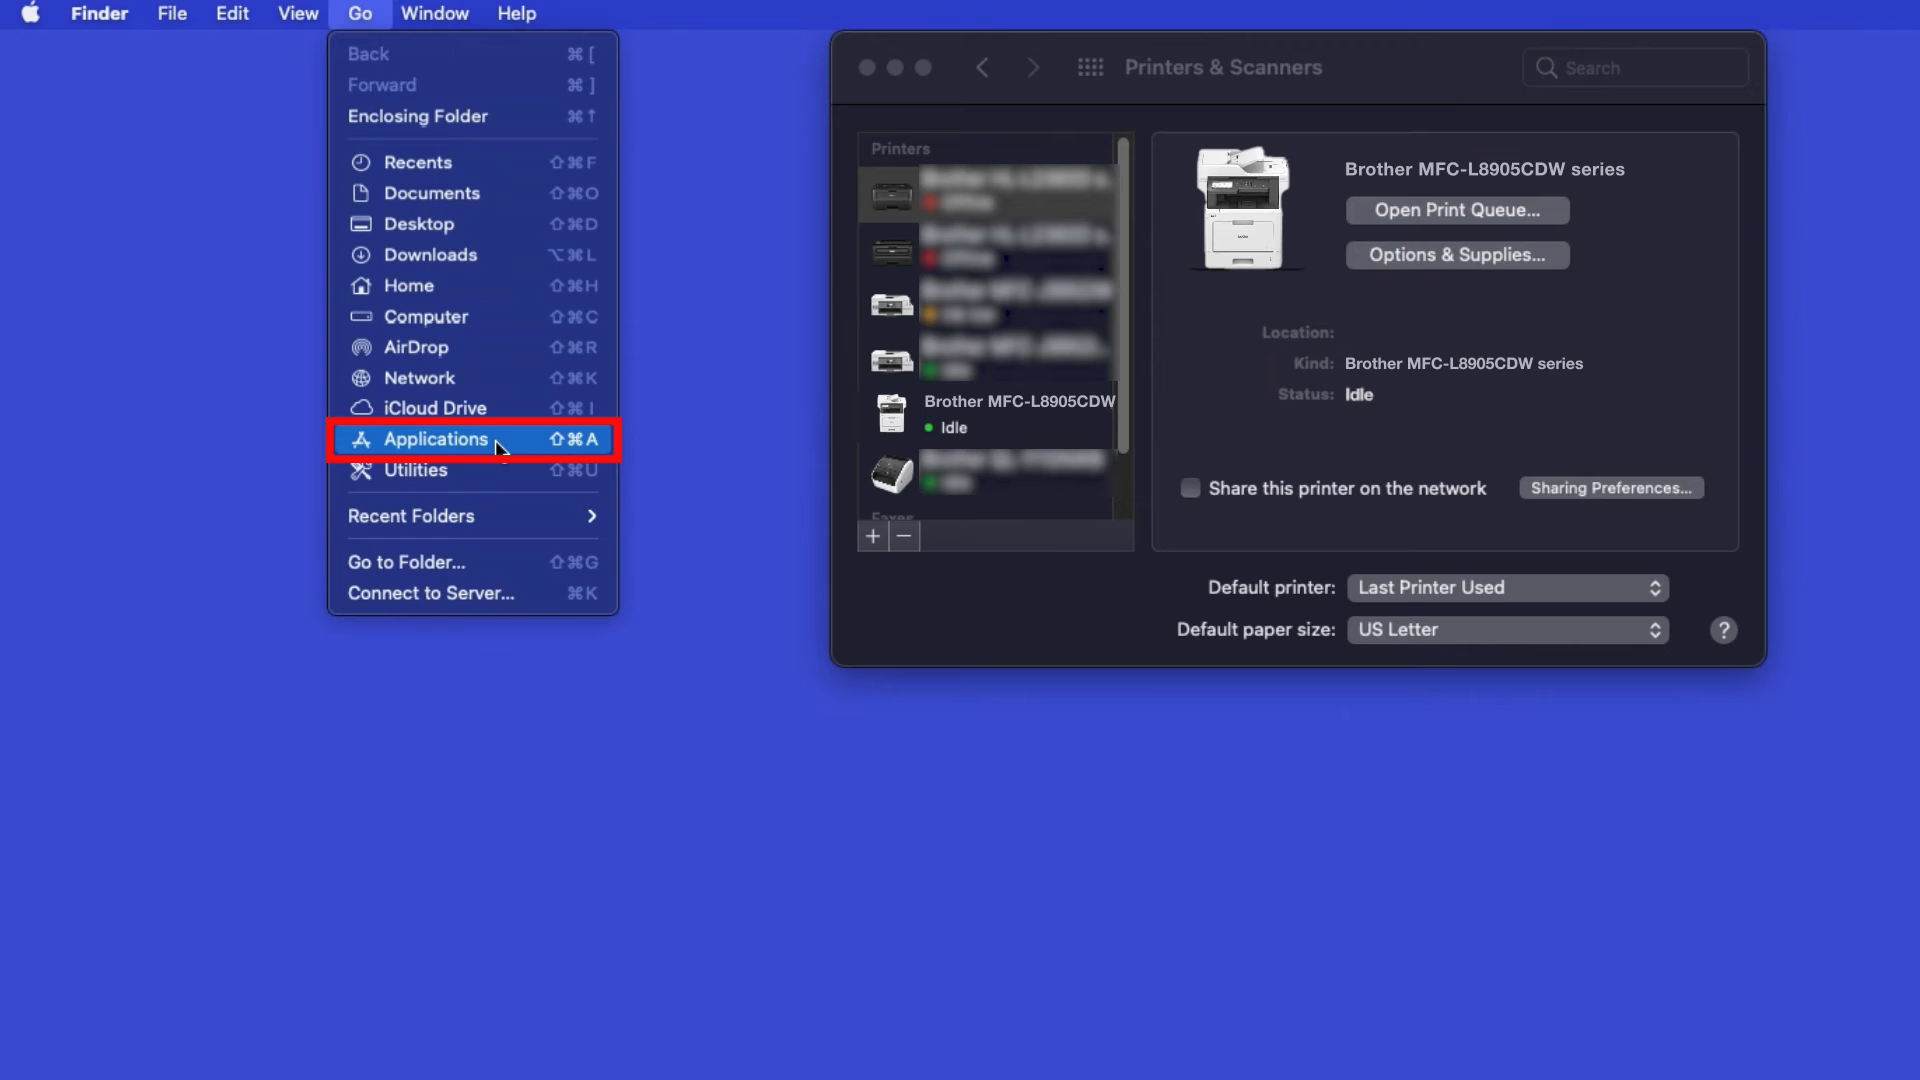 Finder File Edit View Go Window Help
Back ⌘ [
Forward ⌘ ]
Enclosing Folder ⌘↑
Recents ⇧⌘F
Documents ⇧⌘O
Desktop ⇧⌘D
Downloads ⌥⌘L
Home ⇧⌘H
Computer ⇧⌘C
AirDrop ⇧⌘R
Network ⇧⌘K
iCloud Drive ⇧⌘I
Applications ⇧⌘A
Utilities ⇧⌘U
Recent Folders
Go to Folder... ⇧⌘G
Connect to Server... ⌘K
Printers & Scanners
Search
Printers
Brother MFC-L8905CDW
Idle
Faxes
Brother MFC-L8905CDW series
Open Print Queue...
Options & Supplies...
Location:
Kind: Brother MFC-L8905CDW series
Status: Idle
Share this printer on the network
Sharing Preferences...
Default printer: Last Printer Used
Default paper size: US Letter
?